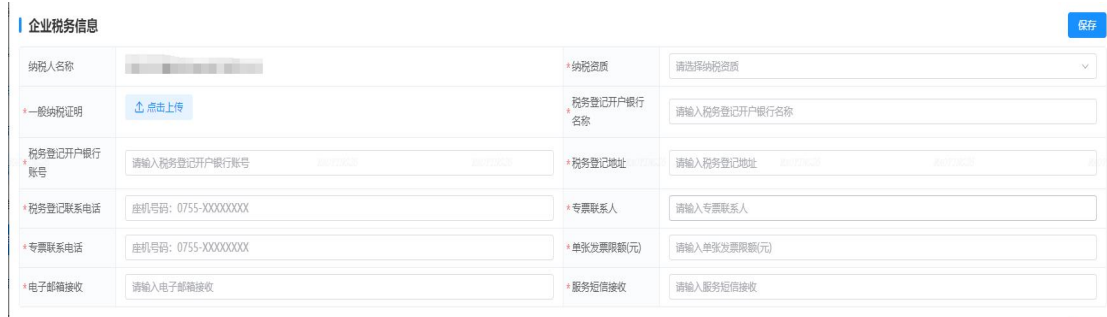 企业税务信息
保存
纳税人名称
*纳税资质
请选择纳税资质
*一般纳税证明
点击上传
*税务登记开户银行
名称
请输入税务登记开户银行名称
*税务登记开户银行
账号
请输入税务登记开户银行账号
*税务登记地址
请输入税务登记地址
*税务登记联系电话
座机号码：0755-XXXXXXXX
*专票联系人
请输入专票联系人
*专票联系电话
座机号码：0755-XXXXXXXX
*单张发票限额(元)
请输入单张发票限额(元)
*电子邮箱接收
请输入电子邮箱接收
*服务短信接收
请输入服务短信接收